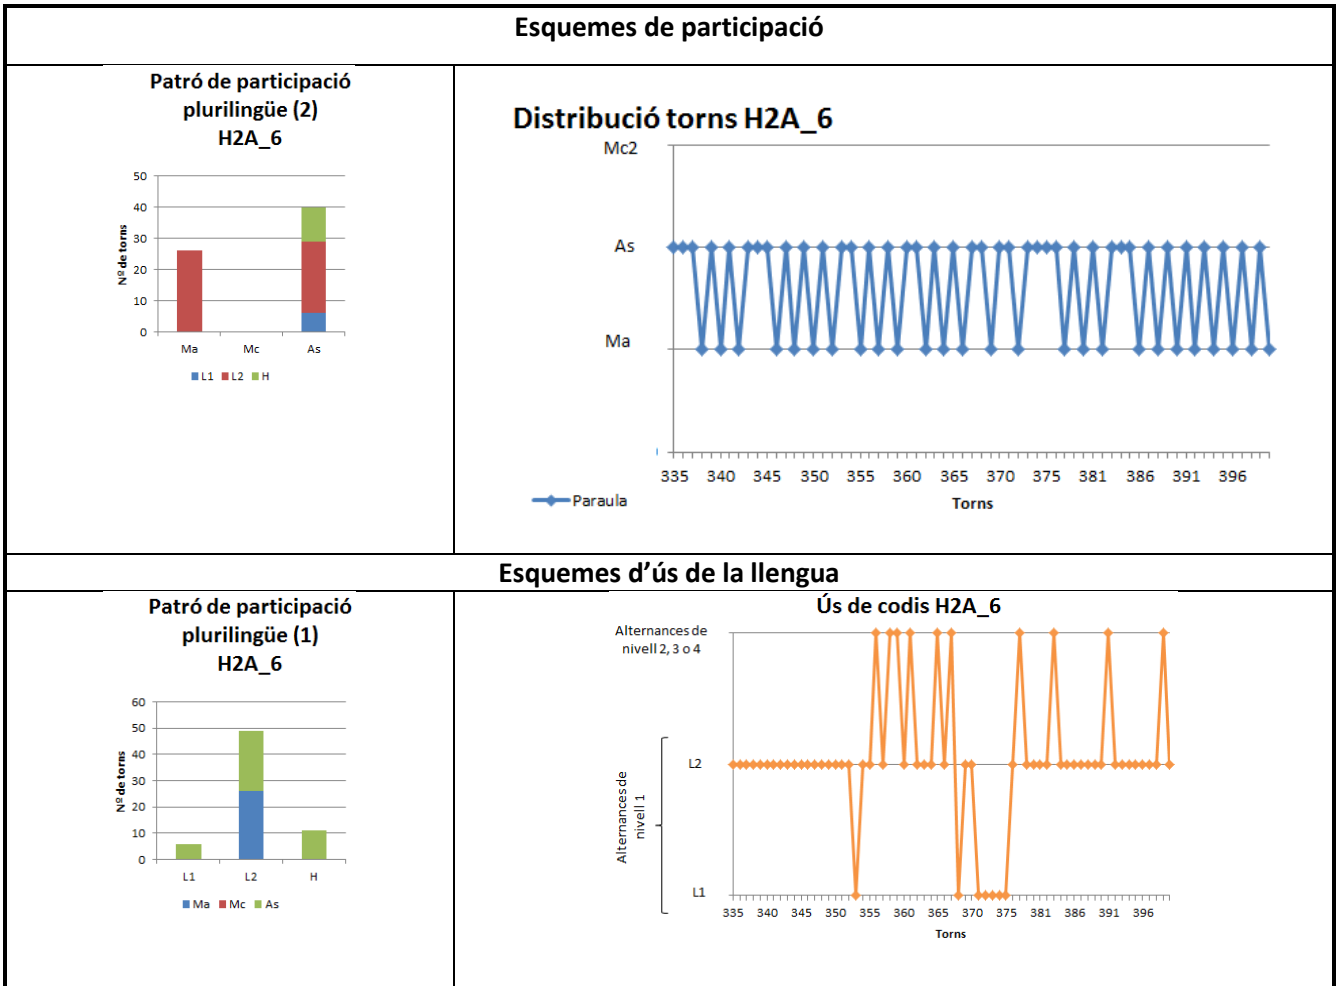 Esquemes de participació
Patró de participació
plurilingüe (2)
H2A_6
50
40
30
20
10
0
Nº de torns
Ma Mc As
L1 L2 H
Distribució torns H2A_6
Mc2
As
Ma
335 340 345 350 355 360 365 370 375 381 386 391 396
Torns
Paraula
Esquemes d’ús de la llengua
Patró de participació
plurilingüe (1)
H2A_6
60
50
40
30
20
10
0
Nº de torns
L1 L2 H
Ma Mc As
Ús de codis H2A_6
Alternances de
nivell 2, 3 o 4
L2
Alternances de
nivell 1
L1
335 340 345 350 355 360 365 370 375 381 386 391 396
Torns